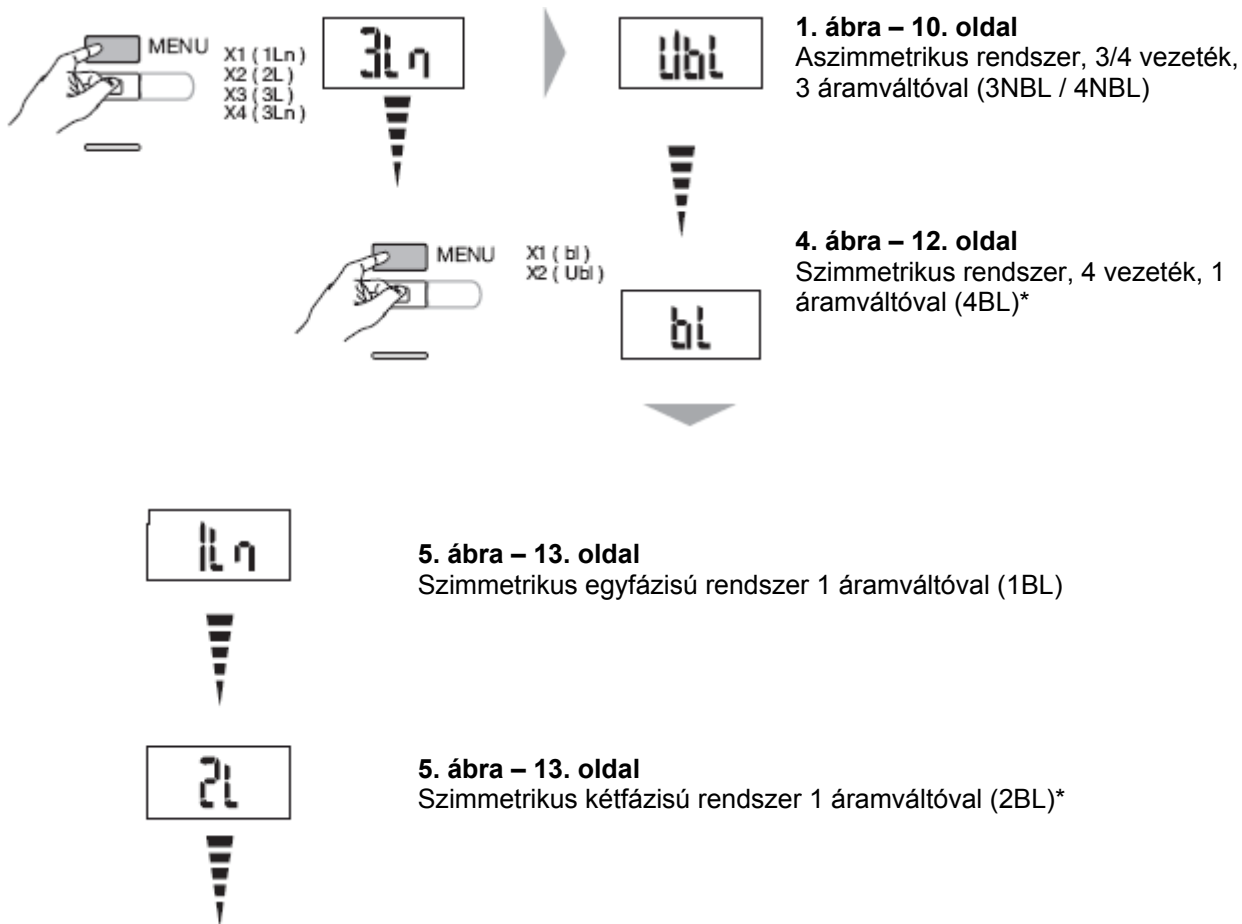 MENU
X1 ( 1Ln )
X2 ( 2L )
X3 ( 3L )
X4 ( 3Ln )
3Ln
Ubl
1. ábra – 10. oldal
Aszimmetrikus rendszer, 3/4 vezeték,
3 áramváltóval (3NBL / 4NBL)
MENU
X1 ( bl )
X2 ( Ubl )
bl
4. ábra – 12. oldal
Szimmetrikus rendszer, 4 vezeték, 1
áramváltóval (4BL)*
1Ln
5. ábra – 13. oldal
Szimmetrikus egyfázisú rendszer 1 áramváltóval (1BL)
2L
5. ábra – 13. oldal
Szimmetrikus kétfázisú rendszer 1 áramváltóval (2BL)*